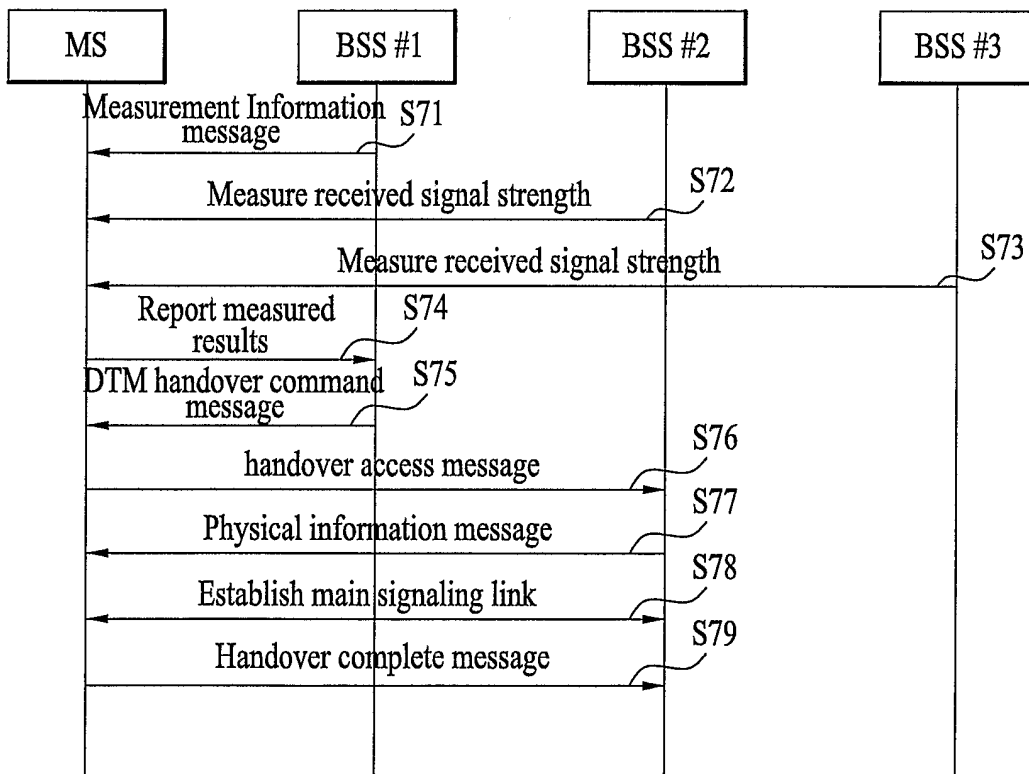 MS
BSS #1
BSS #2
BSS #3
Measurement Information
message
S71
Measure received signal strength
S72
Measure received signal strength
S73
Report measured
results
S74
DTM handover command
message
S75
handover access message
S76
Physical information message
S77
Establish main signaling link
S78
Handover complete message
S79